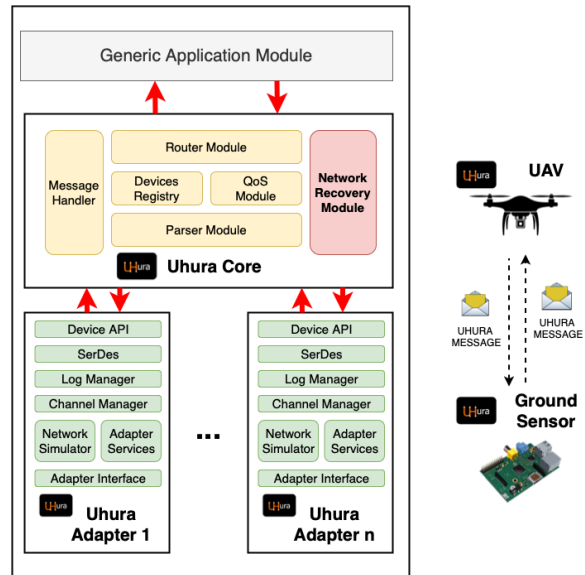 Generic Application Module
Message
Handler
Router Module
Devices
Registry
QoS
Module
Parser Module
Network
Recovery
Module
UHura
Uhura Core
Device API
SerDes
Log Manager
Channel Manager
Network
Simulator
Adapter
Services
Adapter Interface
UHura
Uhura
Adapter 1
...
Device API
SerDes
Log Manager
Channel Manager
Network
Simulator
Adapter
Services
Adapter Interface
UHura
Uhura
Adapter n
UHura
UAV
UHURA
MESSAGE
UHURA
MESSAGE
UHura
Ground
Sensor